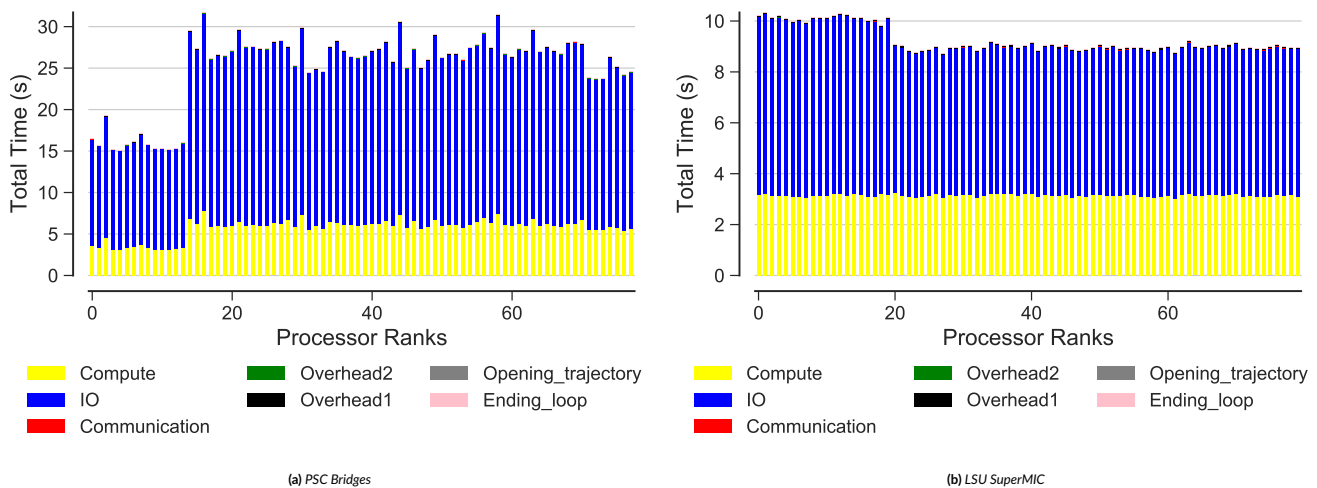 30
25
20
15
10
5
0
Total Time (s)
0 20 40 60
Processor Ranks
Compute Overhead2 Opening_trajectory
IO Overhead1 Ending_loop
Communication
(a) PSC Bridges
10
8
6
4
2
0
Total Time (s)
0 20 40 60
Processor Ranks
Compute Overhead2 Opening_trajectory
IO Overhead1 Ending_loop
Communication
(b) LSU SuperMIC